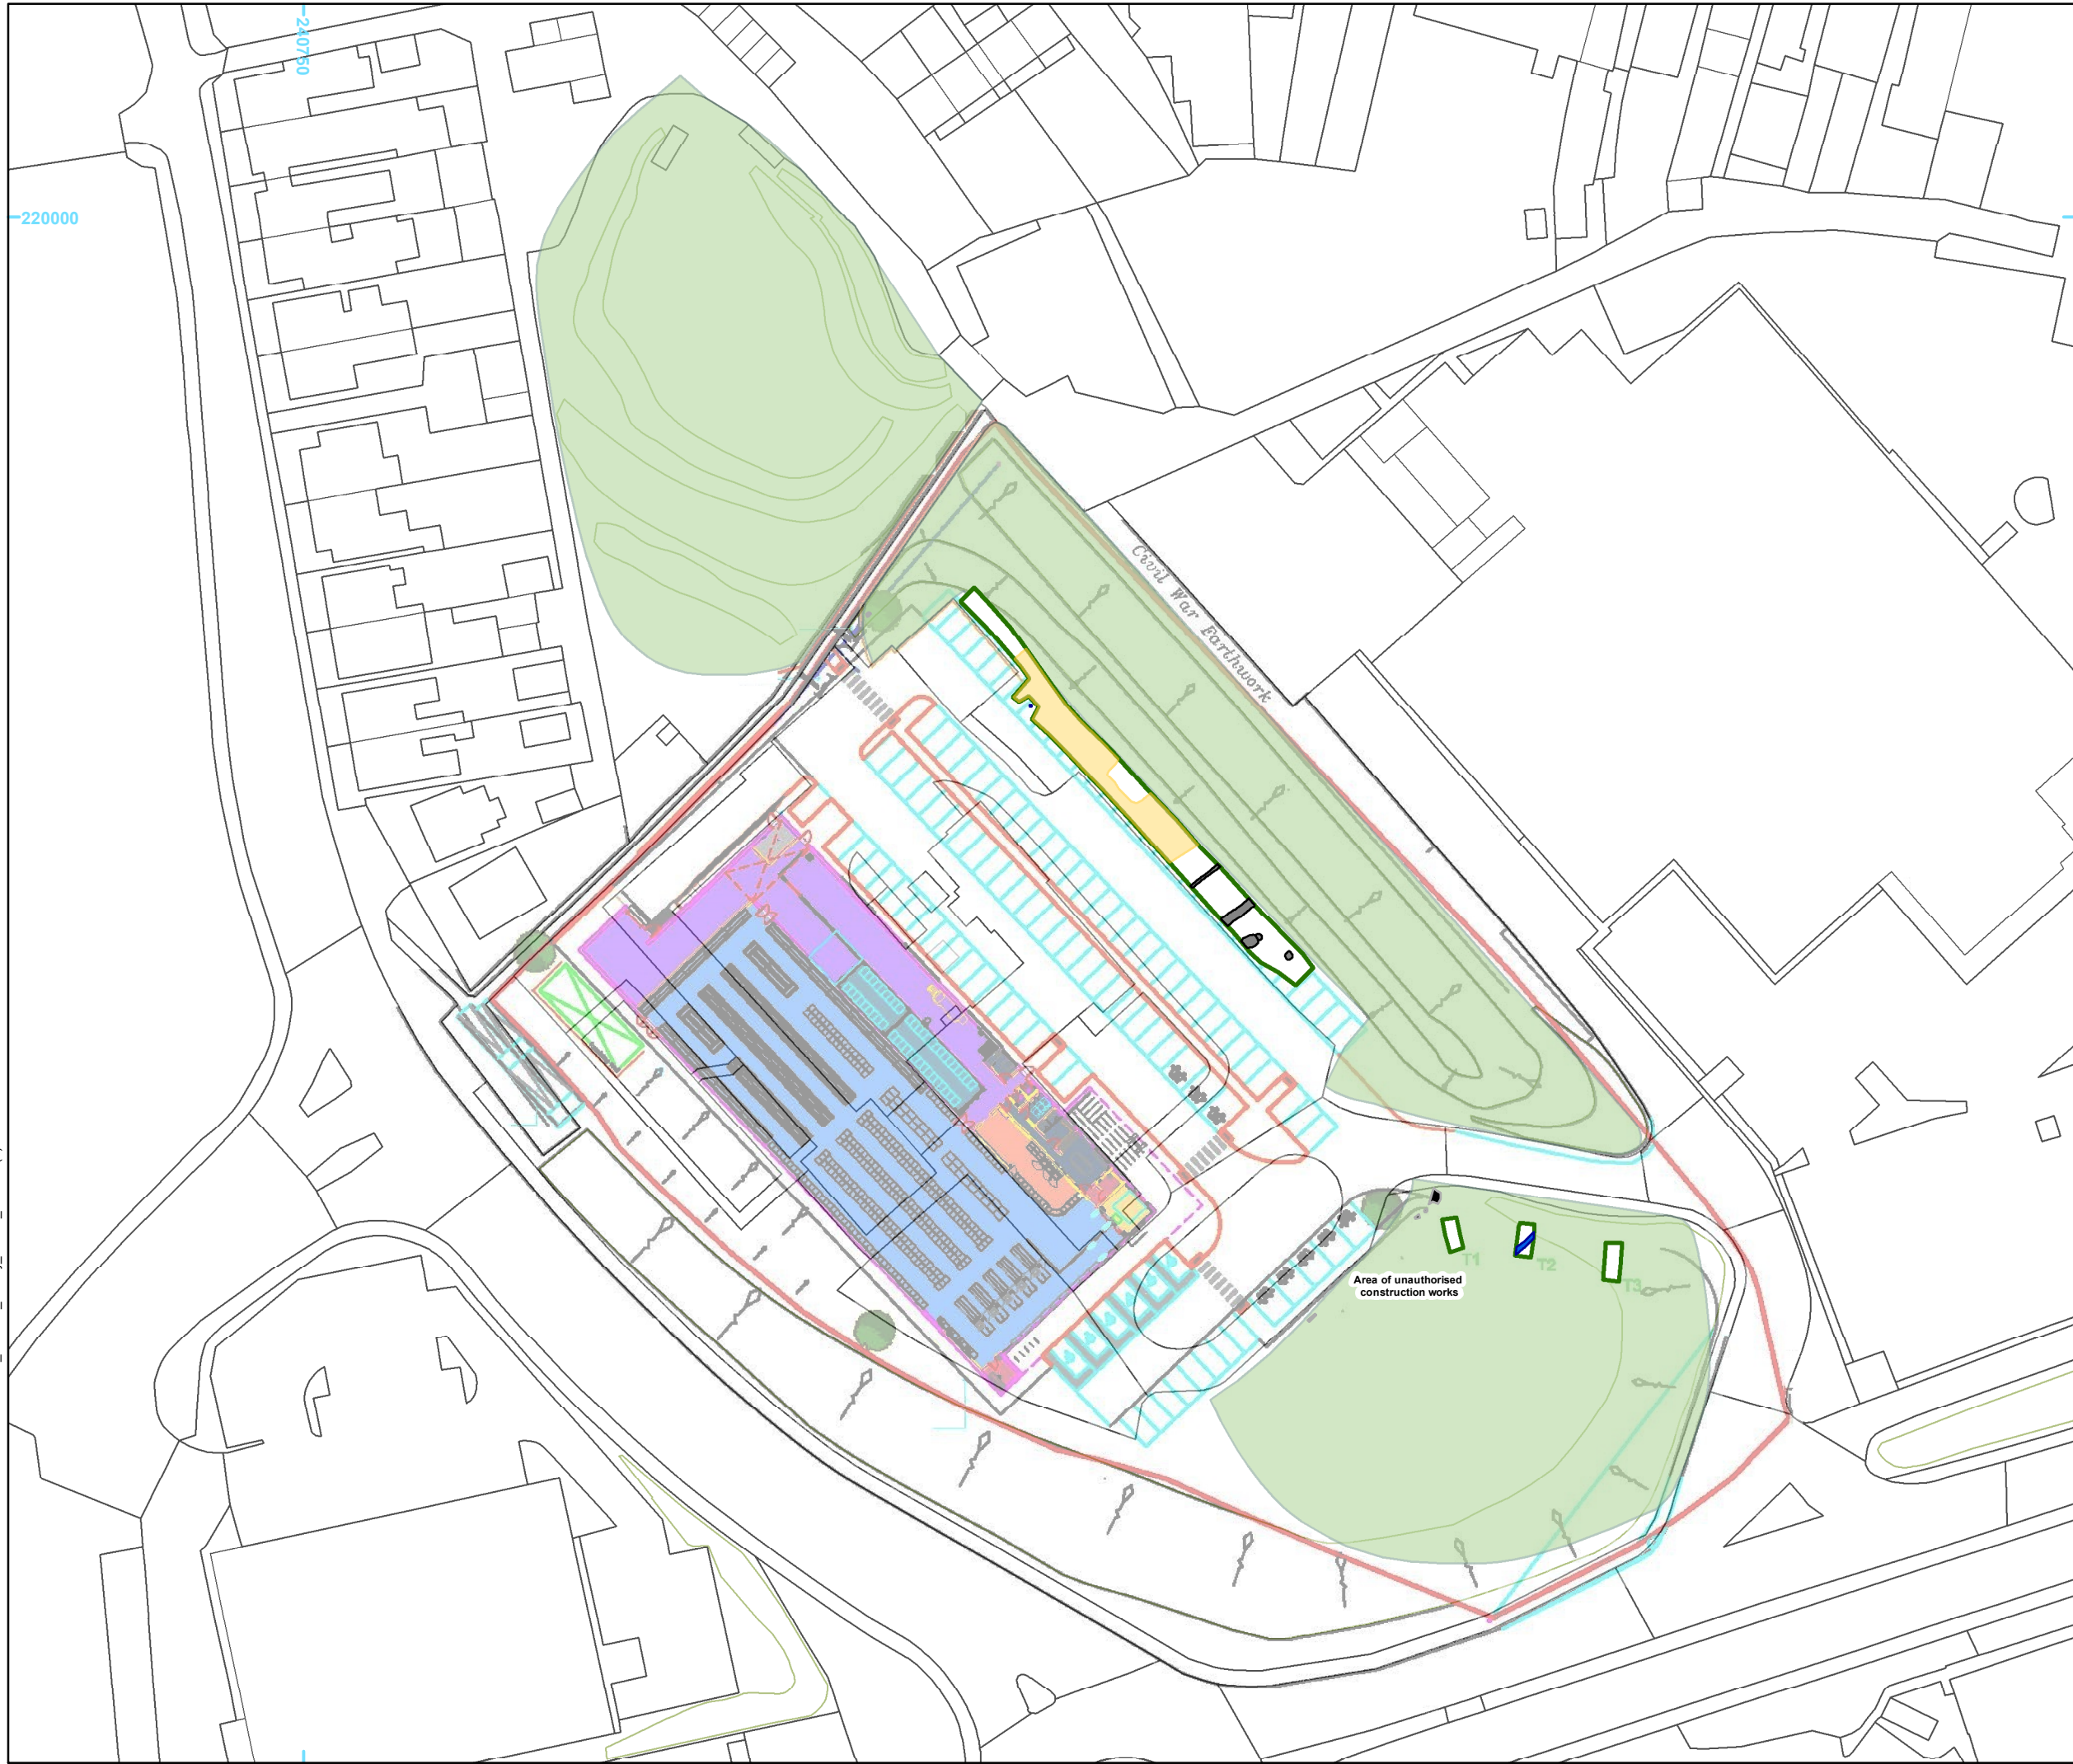 240750
220000
Civil War Earthwork
T1
T2
T3
Area of unauthorised
construction works